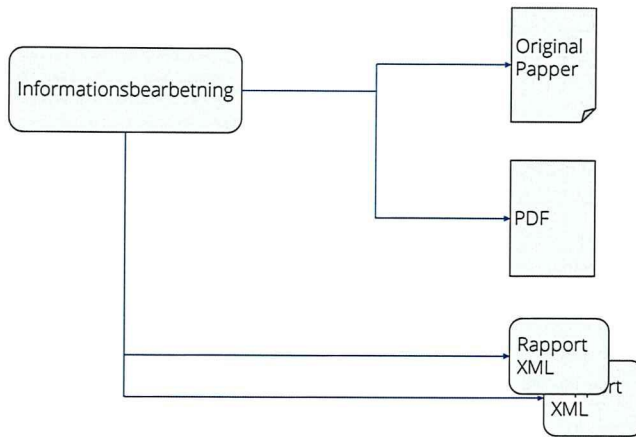 Original
Papper
Informationsbearbetning
PDF
Rapport
XML
XML